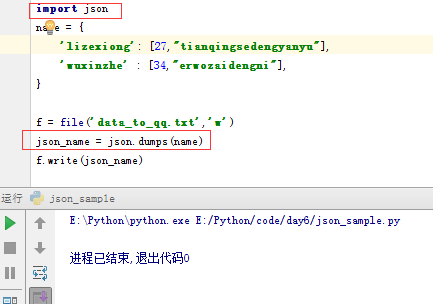 import json
name = {
    'lizexiong': [27,"tianqingsedengyanyu"],
    'wuxinzhe' : [34,"erwozaidengni"],
}
f = file('data_to_qq.txt','w')
json_name = json.dumps(name)
f.write(json_name)
运行 json_sample
E:\Python\python.exe E:/Python/code/day6/json_sample.py
进程已结束,退出代码0